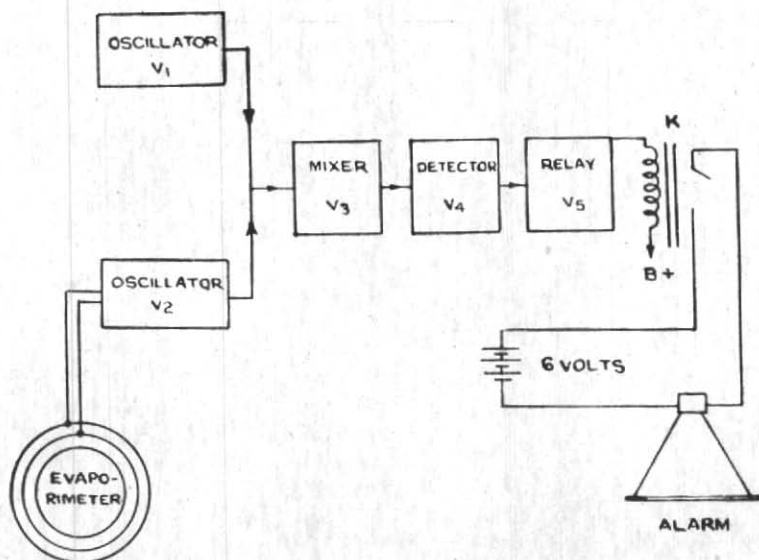 OSCILLATOR
V1
MIXER
V3
DETECTOR
V4
RELAY
V5
K
B+
OSCILLATOR
V2
6 VOLTS
EVAPO-
RIMETER
ALARM